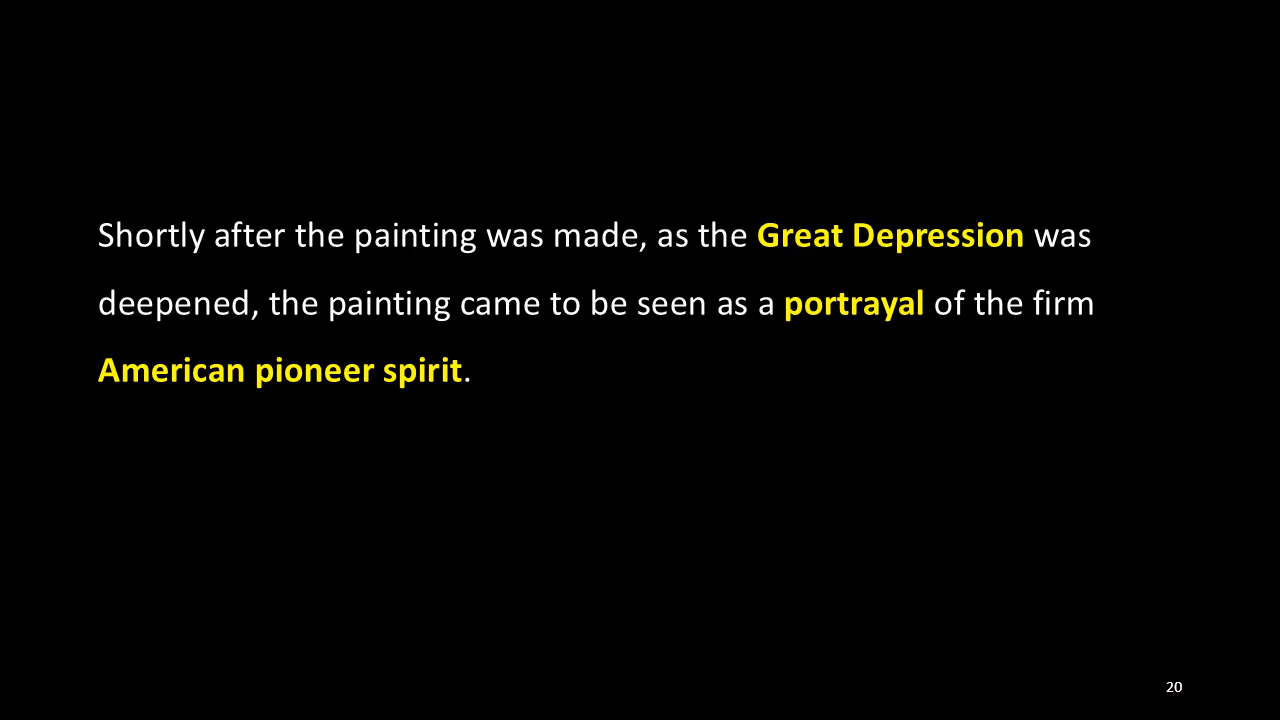 Shortly after the painting was made, as the Great Depression was
deepened, the painting came to be seen as a portrayal of the firm
American pioneer spirit.
20